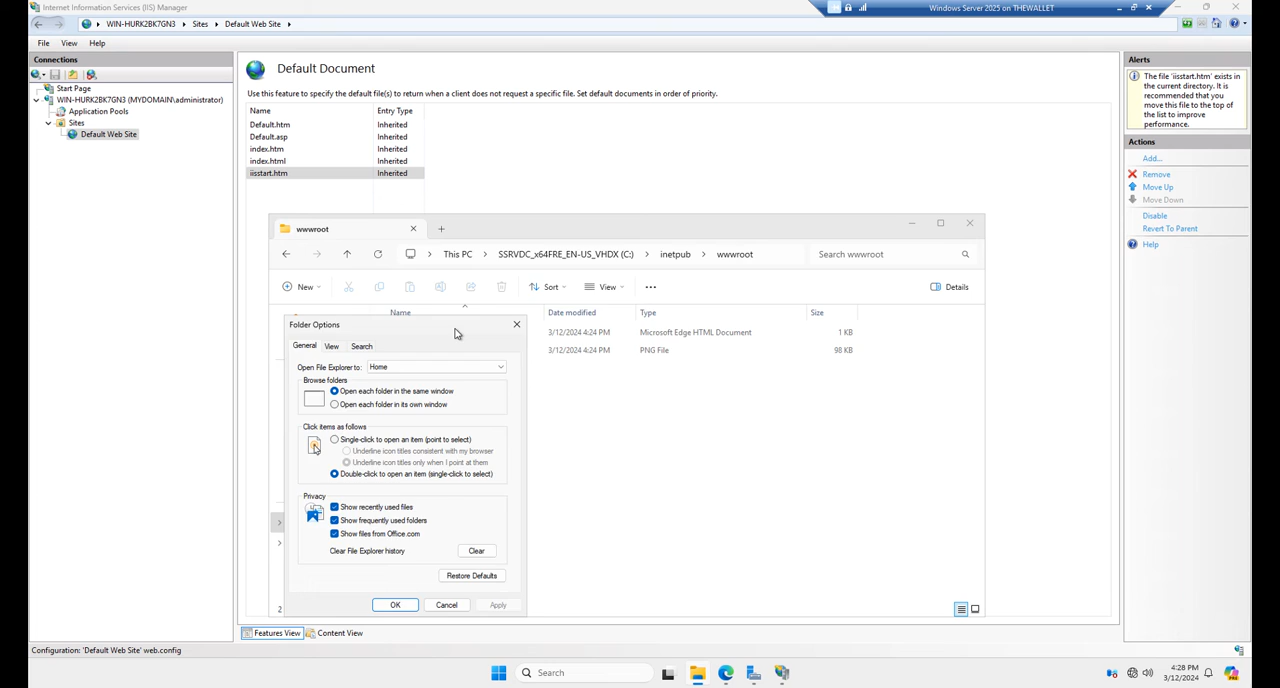 Internet Information Services (IIS) Manager
Windows Server 2025 on THEWALLET
WIN-HURK2BK7GN3
Sites
Default Web Site
File
View
Help
Connections
Start Page
WIN-HURK2BK7GN3 (MYDOMAIN\administrator)
Application Pools
Sites
Default Web Site
Default Document
Use this feature to specify the default file(s) to return when a client does not request a specific file. Set default documents in order of priority.
Name
Entry Type
Default.htm
Inherited
Default.asp
Inherited
index.htm
Inherited
index.html
Inherited
iisstart.htm
Inherited
Alerts
The file 'iisstart.htm' exists in
the current directory. It is
recommended that you
move this file to the top of
the list to improve
performance.
Actions
Add...
Remove
Move Up
Move Down
Disable
Revert To Parent
Help
wwwroot
This PC
SSRVDC_x64FRE_EN-US_VHDX (C:)
inetpub
wwwroot
Search wwwroot
New
Sort
View
Details
Name
Date modified
Type
Size
3/12/2024 4:24 PM
Microsoft Edge HTML Document
1 KB
3/12/2024 4:24 PM
PNG File
98 KB
Folder Options
General
View
Search
Open File Explorer to:
Home
Browse folders
Open each folder in the same window
Open each folder in its own window
Click items as follows
Single-click to open an item (point to select)
Underline icon titles consistent with my browser
Underline icon titles only when I point at them
Double-click to open an item (single-click to select)
Privacy
Show recently used files
Show frequently used folders
Show files from Office.com
Clear File Explorer history
Clear
Restore Defaults
OK
Cancel
Apply
2
Features View
Content View
Configuration: 'Default Web Site' web.config
Search
4:28 PM
3/12/2024